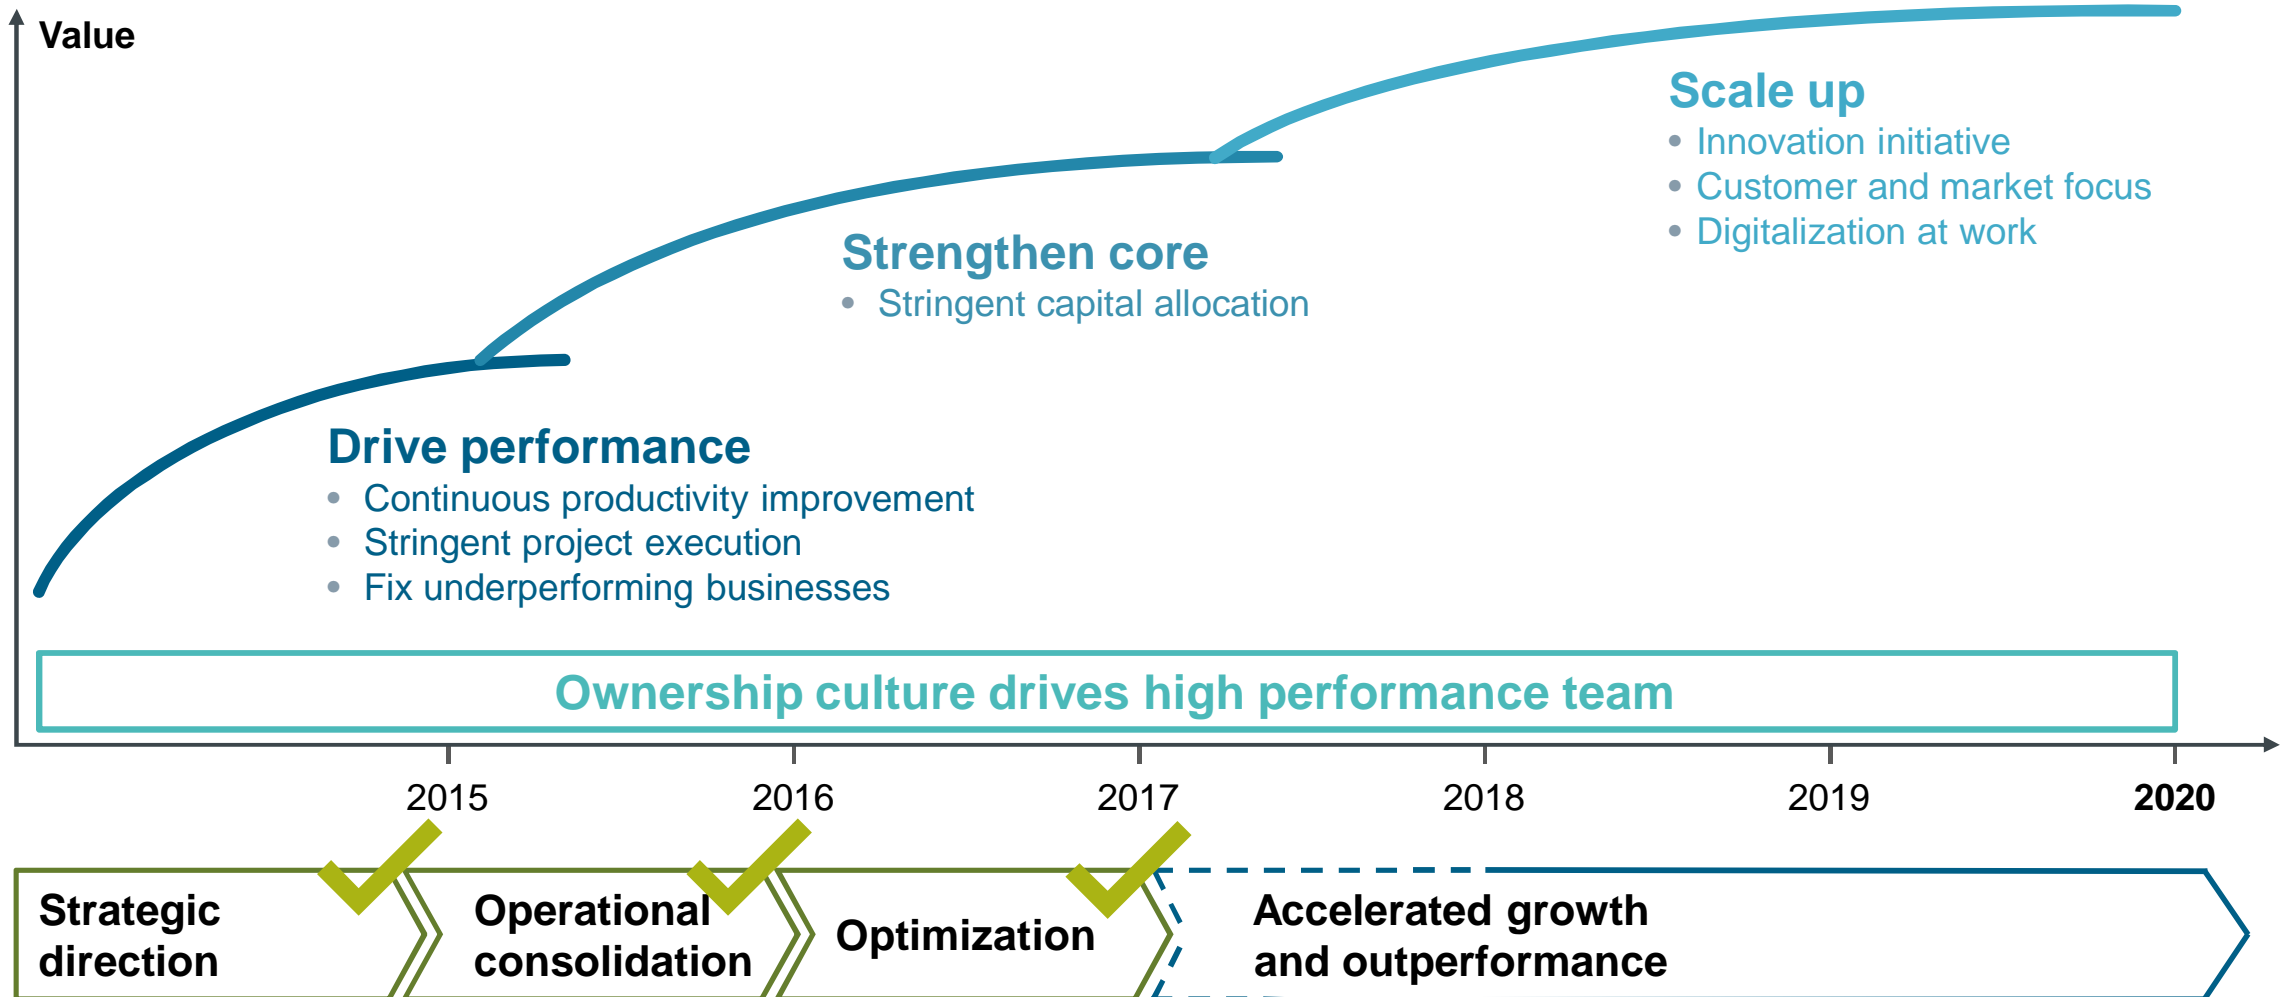 Value
Scale up
• Innovation initiative
• Customer and market focus
• Digitalization at work
Strengthen core
• Stringent capital allocation
Drive performance
• Continuous productivity improvement
• Stringent project execution
• Fix underperforming businesses
Ownership culture drives high performance team
2015 2016 2017 2018 2019 2020
Strategic
direction
Operational
consolidation
Optimization
Accelerated growth
and outperformance